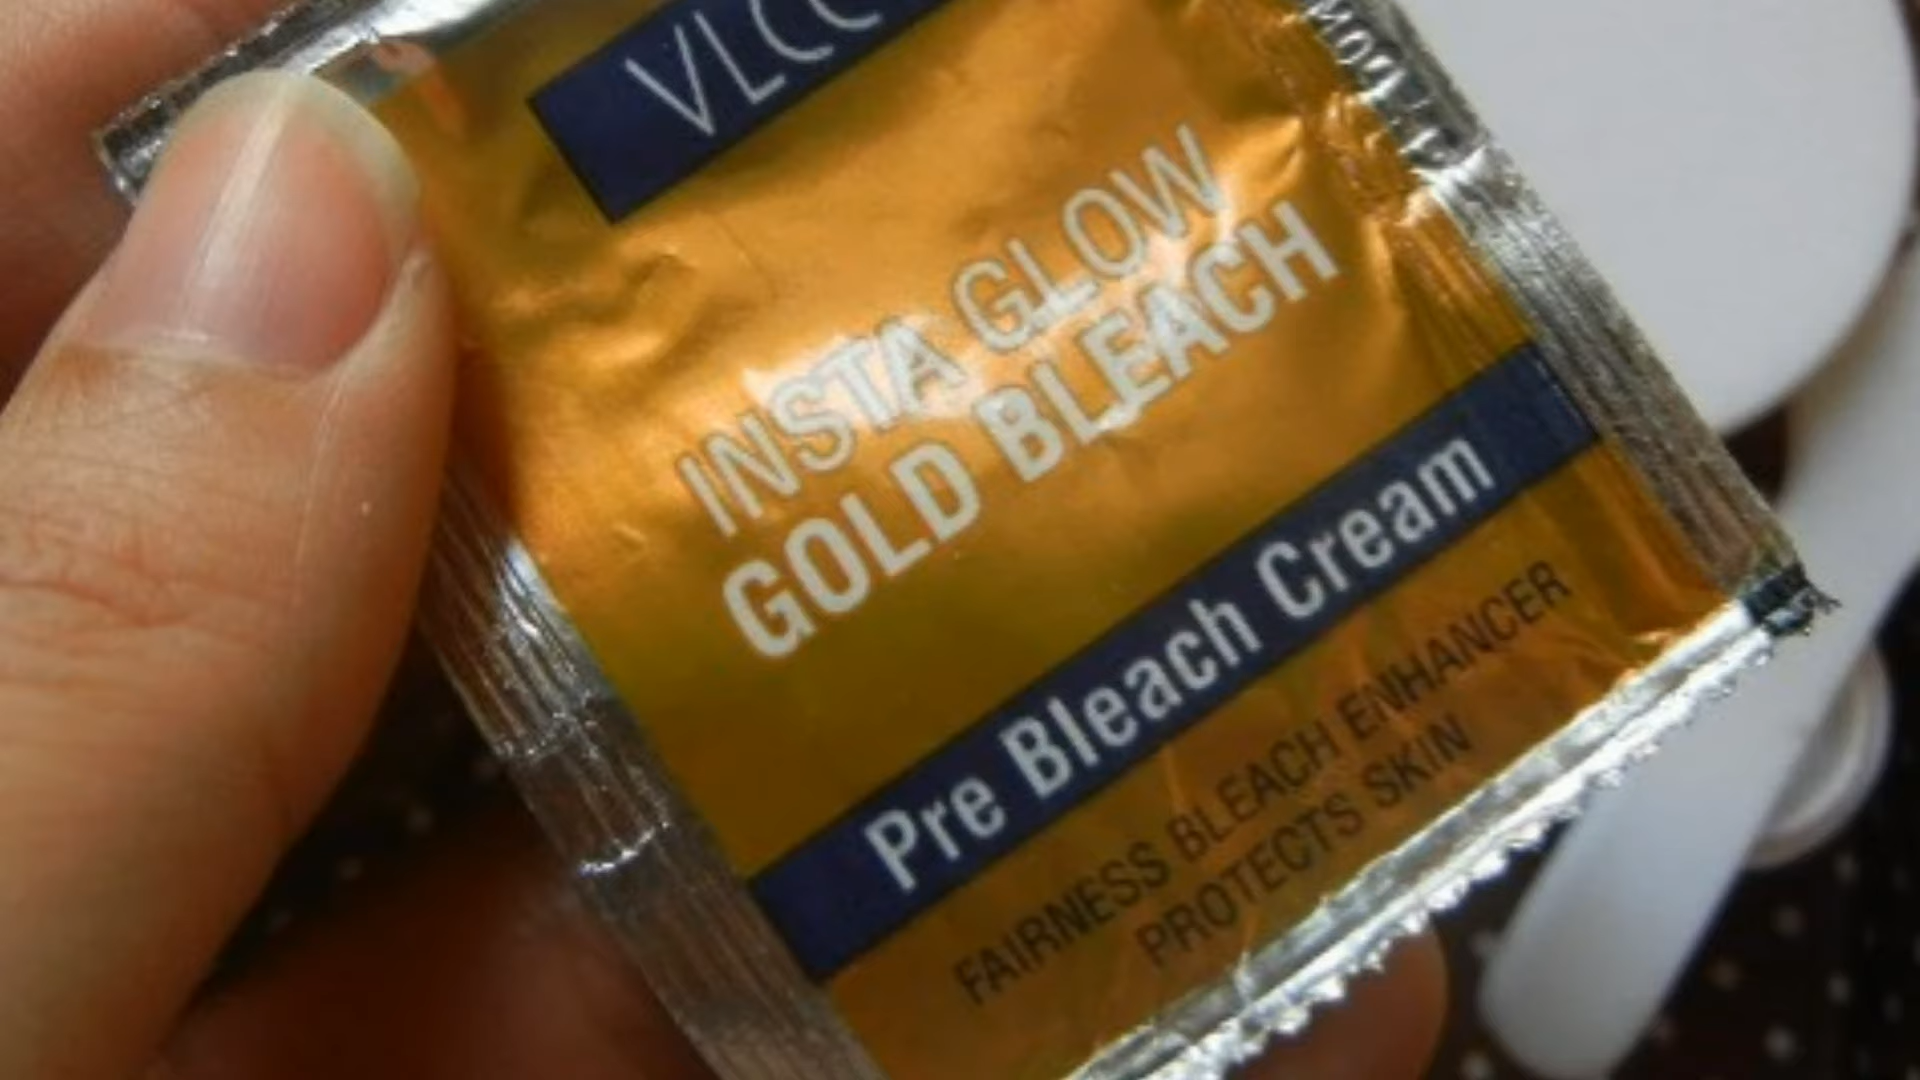 VLCC
INSTA GLOW
GOLD BLEACH
Pre Bleach Cream
FAIRNESS BLEACH ENHANCER
PROTECTS SKIN